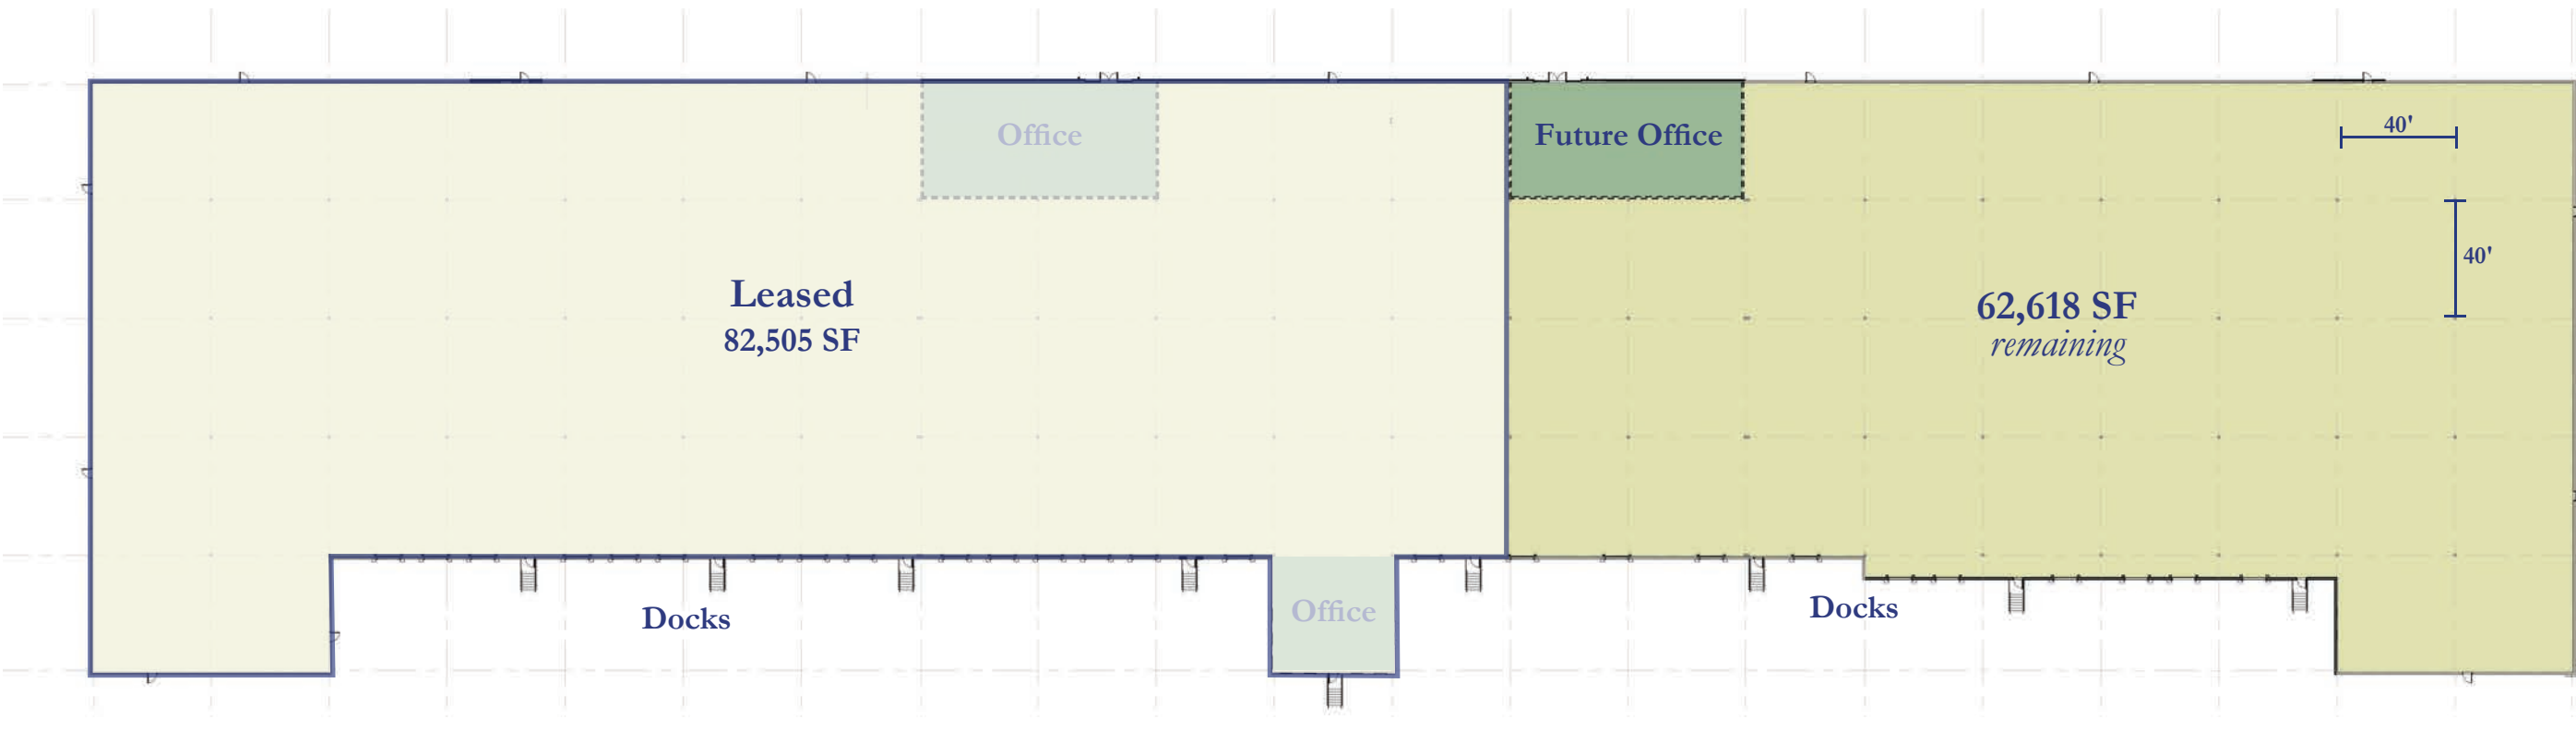 Office
Future Office
40'
40'
Leased
82,505 SF
62,618 SF
remaining
Docks
Office
Docks